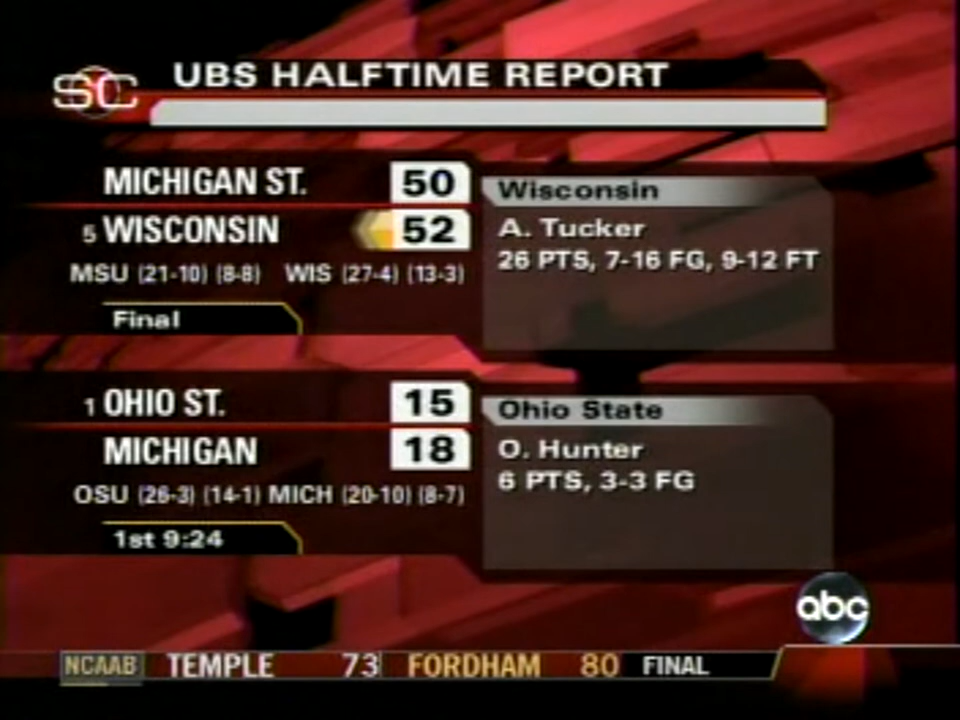 SC UBS HALFTIME REPORT
MICHIGAN ST. 50
5 WISCONSIN 52
MSU (21-10) (8-8) WIS (27-4) (13-3)
Final
Wisconsin
A. Tucker
26 PTS, 7-16 FG, 9-12 FT
1 OHIO ST. 15
MICHIGAN 18
OSU (26-3) (14-1) MICH (20-10) (8-7)
1st 9:24
Ohio State
O. Hunter
6 PTS, 3-3 FG
abc
NCAAB TEMPLE 73 FORDHAM 80 FINAL